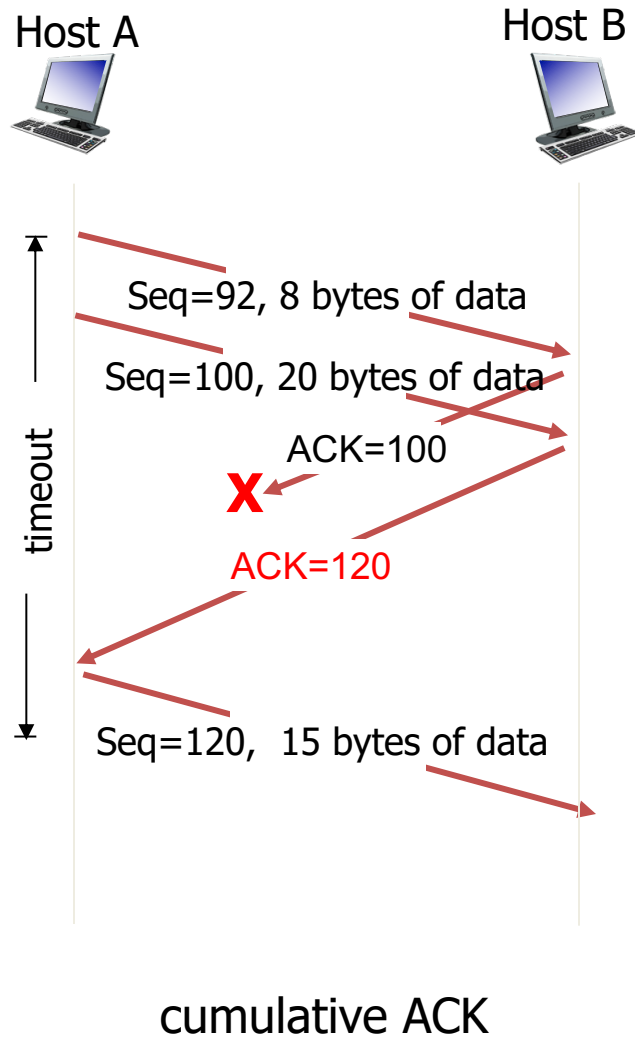 Host A
Host B
Seq=92, 8 bytes of data
Seq=100, 20 bytes of data
ACK=100
X
timeout
ACK=120
Seq=120, 15 bytes of data
cumulative ACK